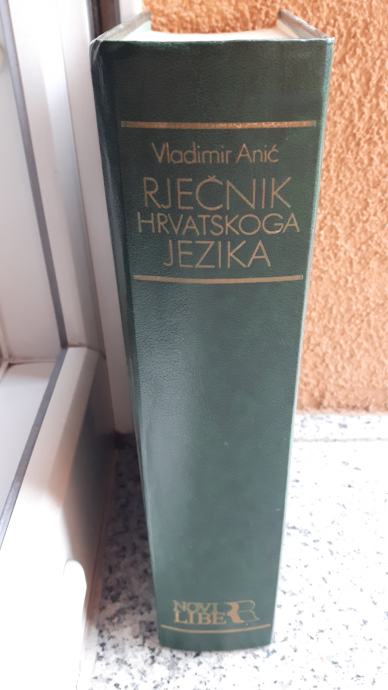 Vladimir Anić
RJEČNIK
HRVATSKOGA
JEZIKA
NOVI
LIBER